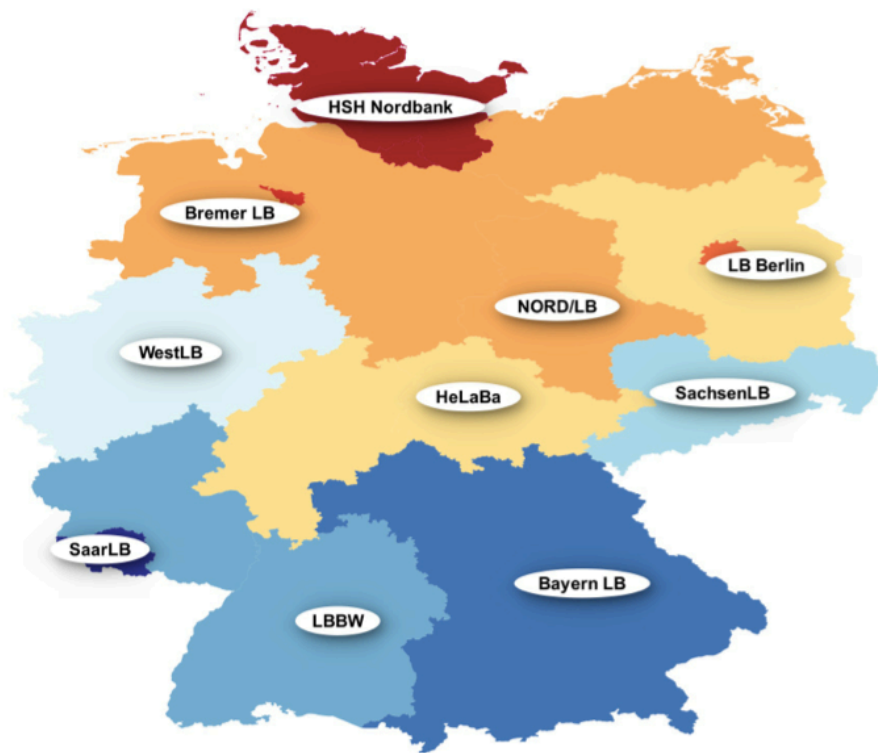 HSH Nordbank
Bremer LB
LB Berlin
NORD/LB
WestLB
HeLaBa
SachsenLB
SaarLB
Bayern LB
LBBW